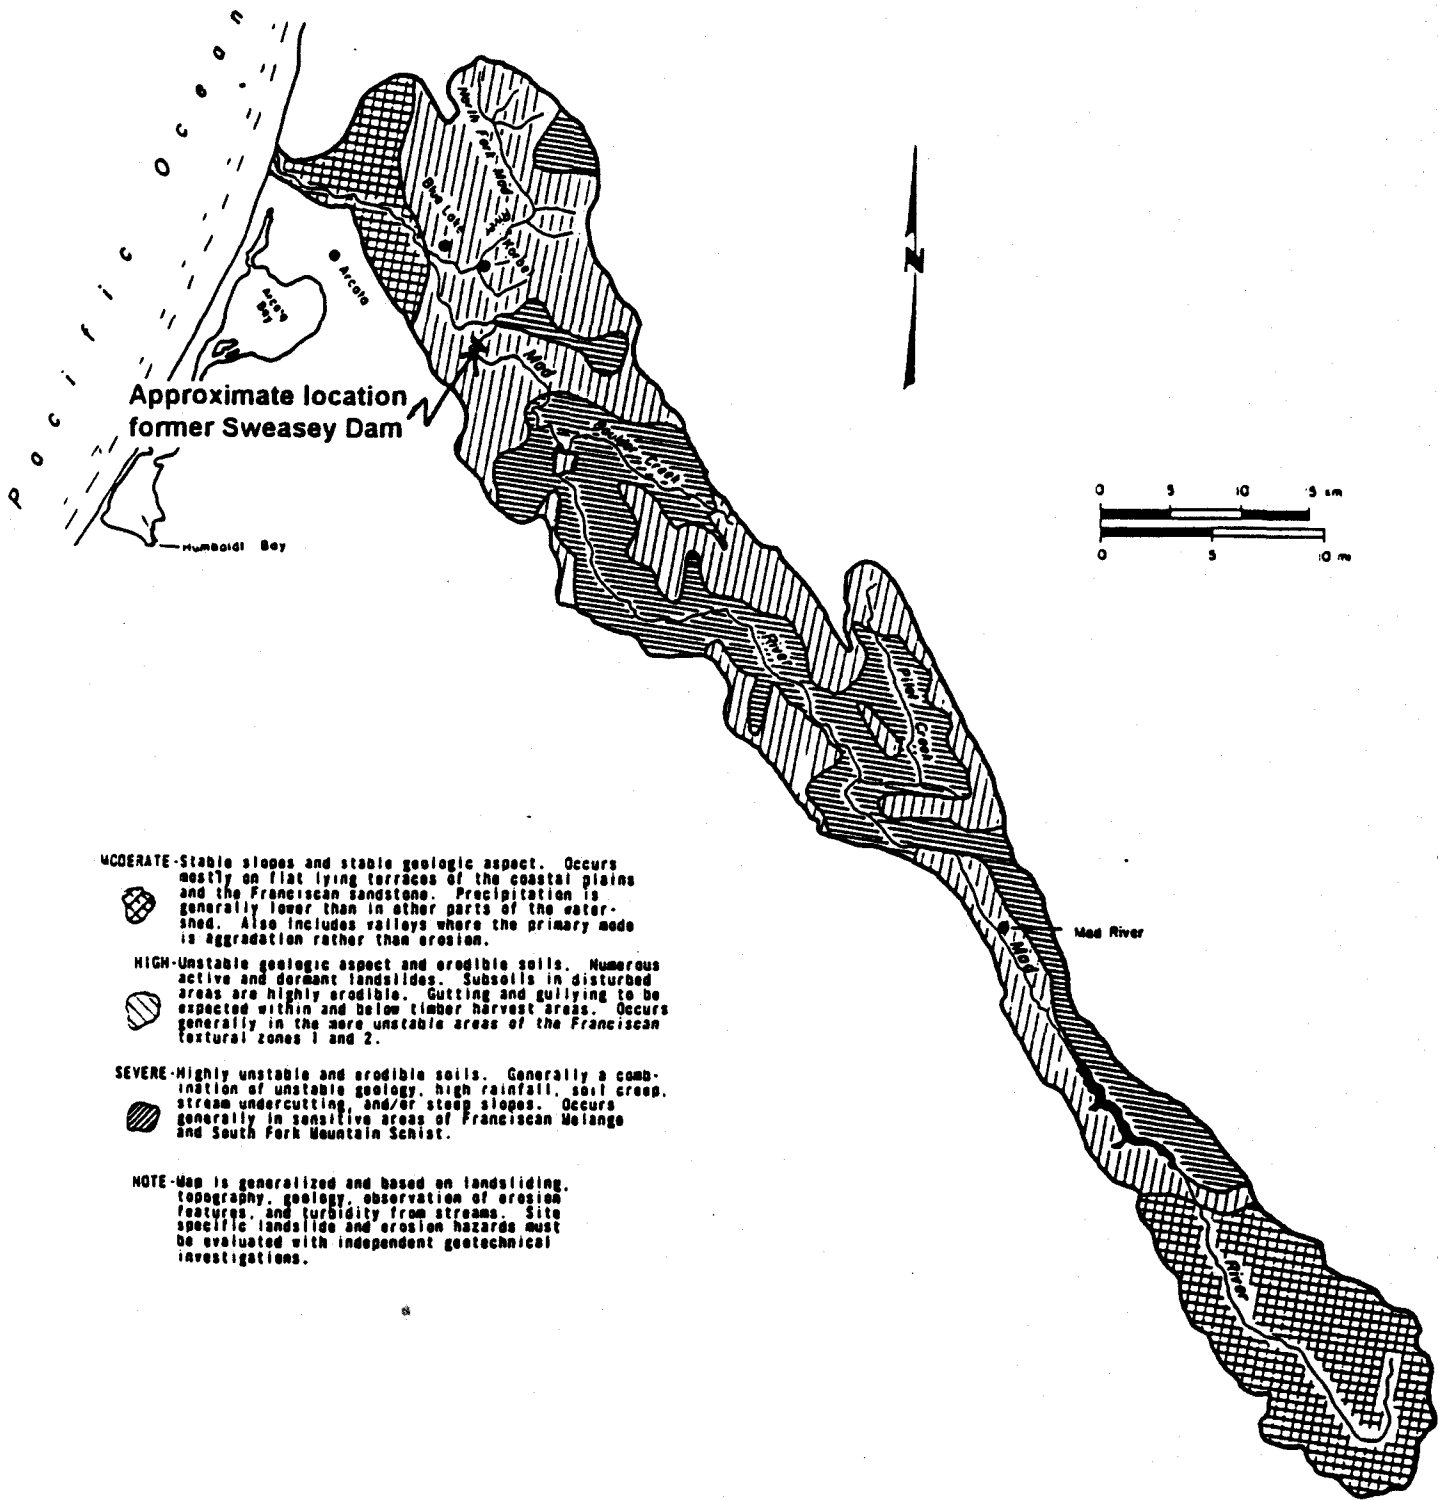 Pacific Ocean
North Fork Mad
River
Blue Lake
Korbel
Arcata
Arcata
Bay
Mad
Approximate location
former Sweasey Dam
Boulder Creek
0 5 10 15 km
0 5 10 mi
Humboldt Bay
N
River
Pilot
Creek
Mad River
Mad
River
MODERATE-Stable slopes and stable geologic aspect. Occurs
mostly on flat lying terraces of the coastal plains
and the Franciscan sandstone. Precipitation is
generally lower than in other parts of the water-
shed. Also includes valleys where the primary mode
is aggradation rather than erosion.
HIGH-Unstable geologic aspect and erodible soils. Numerous
active and dormant landslides. Subsoils in disturbed
areas are highly erodible. Gutting and gullying to be
expected within and below timber harvest areas. Occurs
generally in the more unstable areas of the Franciscan
textural zones 1 and 2.
SEVERE-Highly unstable and erodible soils. Generally a comb-
ination of unstable geology, high rainfall, soil creep,
stream undercutting, and/or steep slopes. Occurs
generally in sensitive areas of Franciscan Melange
and South Fork Mountain Schist.
NOTE-Map is generalized and based on landsliding,
topography, geology, observation of erosion
features, and turbidity from streams. Site
specific landslide and erosion hazards must
be evaluated with independent geotechnical
investigations.